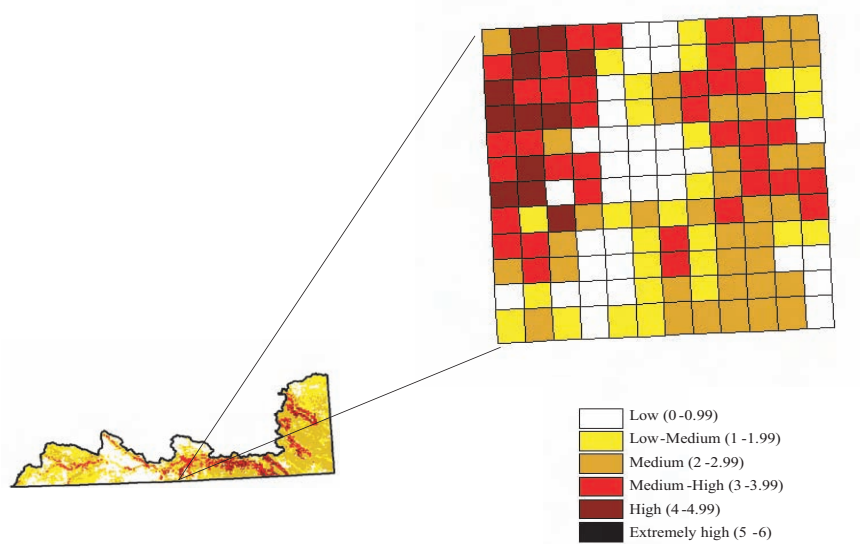 Low (0-0.99)
Low-Medium (1-1.99)
Medium (2-2.99)
Medium-High (3-3.99)
High (4-4.99)
Extremely high (5-6)